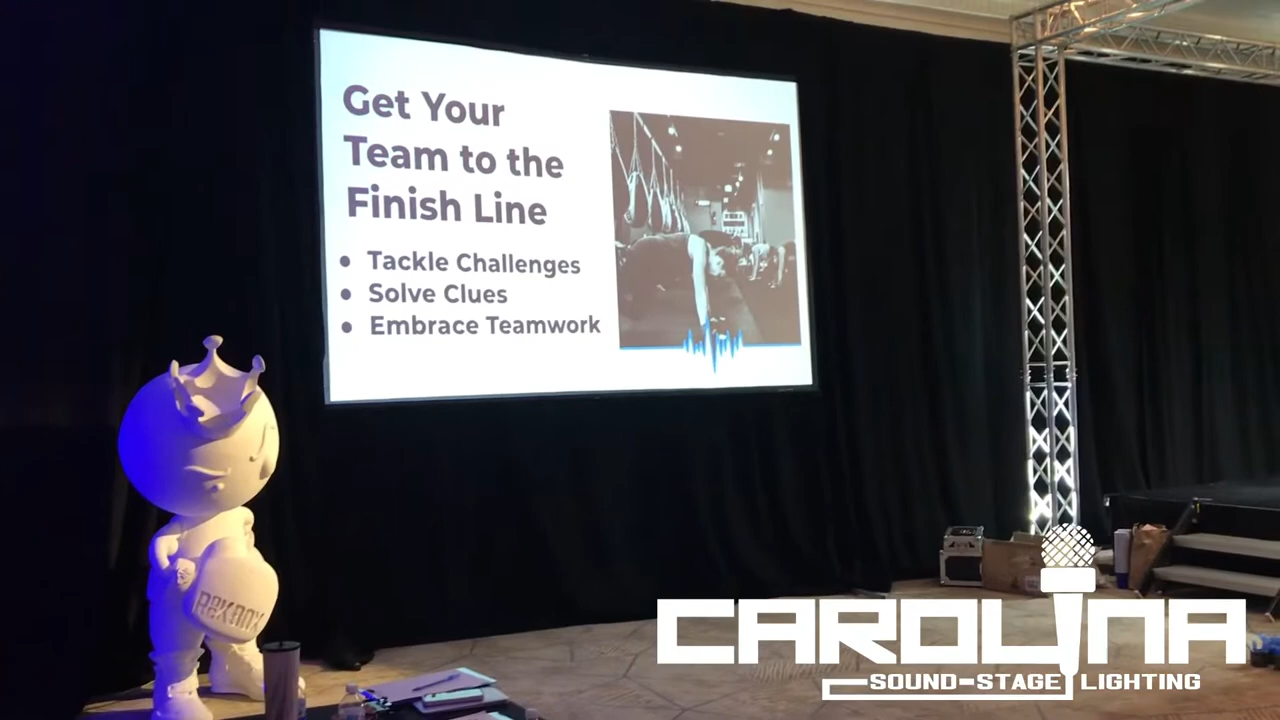 Get Your
Team to the
Finish Line
• Tackle Challenges
• Solve Clues
• Embrace Teamwork
CAROLINA
SOUND-STAGE LIGHTING